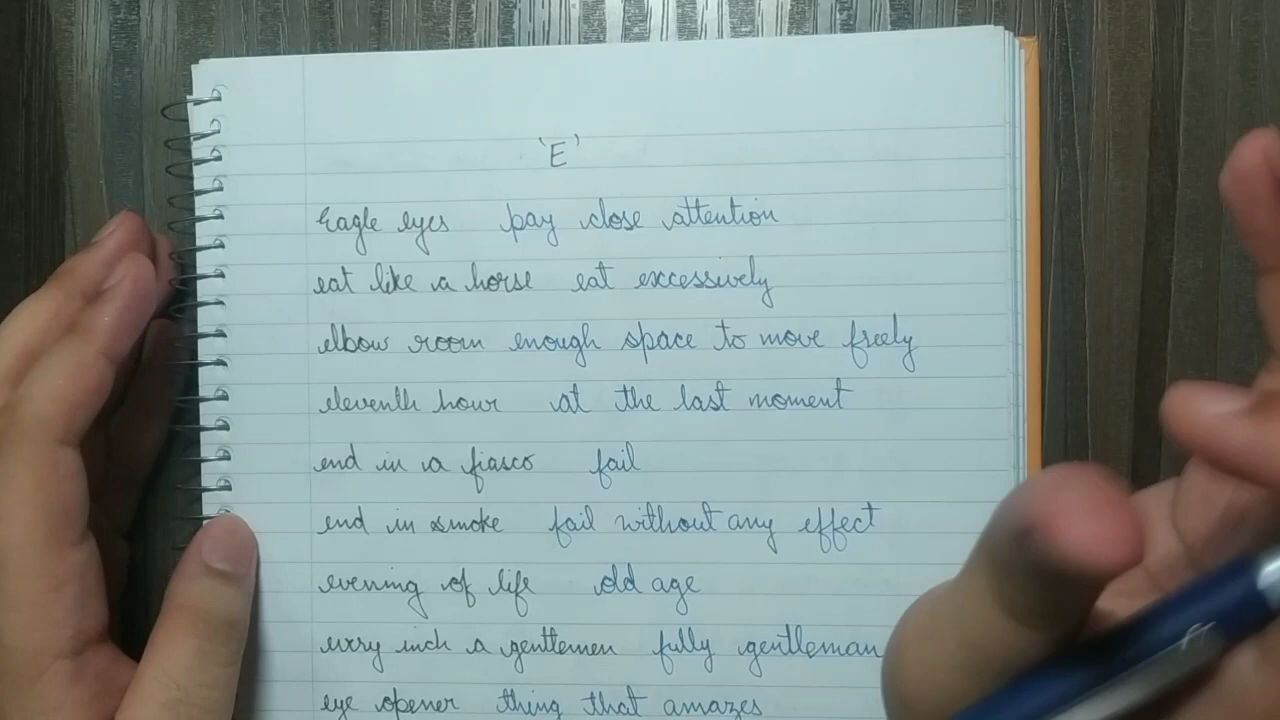 'E'
Eagle eyes pay close attention
eat like a horse eat excessively
elbow room enough space to move freely
eleventh hour at the last moment
end in a fiasco fail
end in smoke fail without any effect
evening of life old age
every inch a gentlemen fully gentleman
eye opener thing that amazes